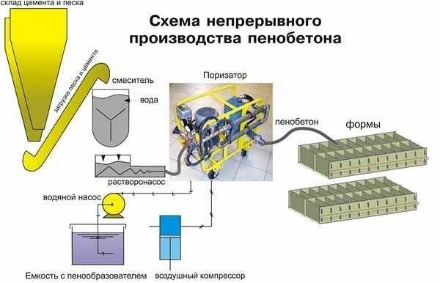 склад цемента и песка
Схема непрерывного
производства пенобетона
загрузка песка и цемента
смеситель
вода
Поризатор
пенобетон
формы
растворонасос
водяной насос
Емкость с пенообразователем
воздушный компрессор